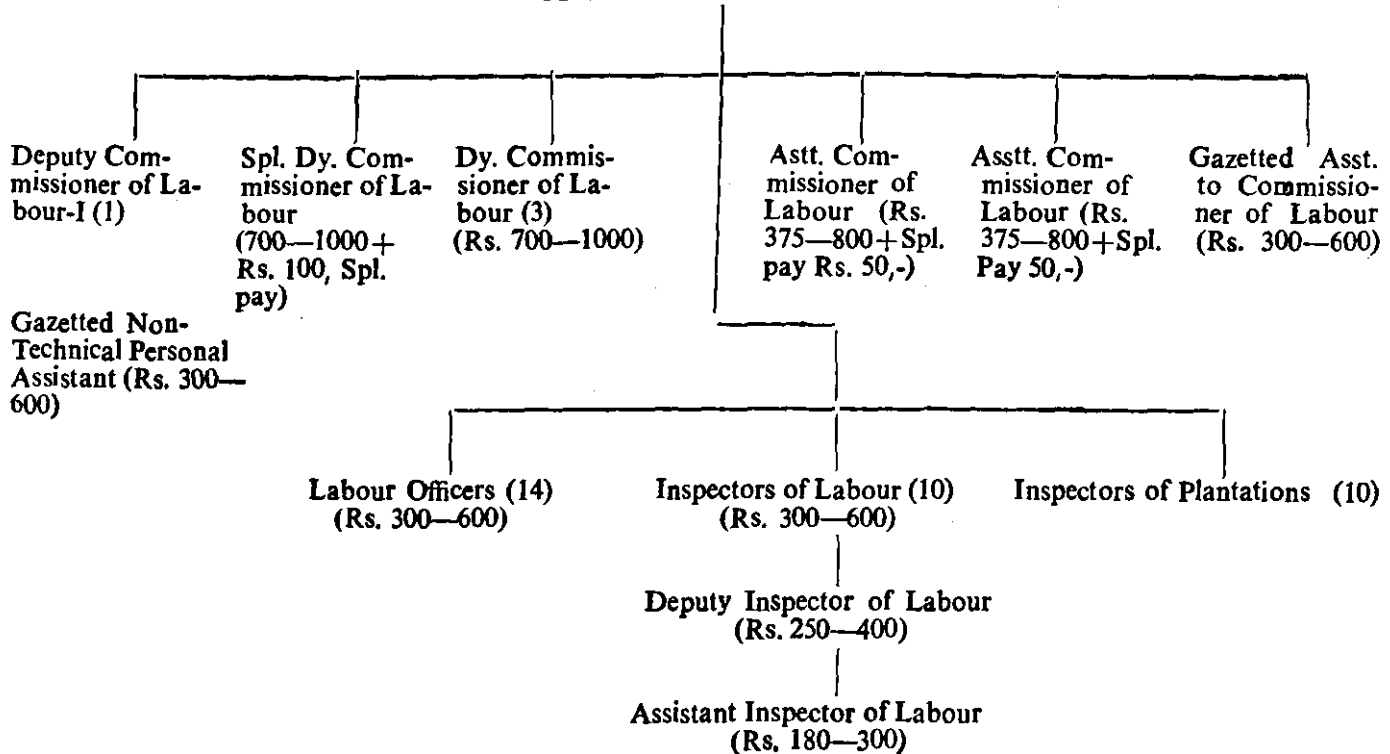 Deputy Com-
missioner of La-
bour-I (1)
Spl. Dy. Com-
missioner of La-
bour
(700—1000+
Rs. 100, Spl.
pay)
Dy. Commis-
sioner of La-
bour (3)
(Rs. 700—1000)
Astt. Com-
missioner of
Labour (Rs.
375—800+Spl.
pay Rs. 50,-)
Asstt. Com-
missioner of
Labour (Rs.
375—800+Spl.
Pay 50,-)
Gazetted Asst.
to Commissio-
ner of Labour
(Rs. 300—600)
Gazetted Non-
Technical Personal
Assistant (Rs. 300—
600)
Labour Officers (14)
(Rs. 300—600)
Inspectors of Labour (10)
(Rs. 300—600)
Inspectors of Plantations (10)
Deputy Inspector of Labour
(Rs. 250—400)
Assistant Inspector of Labour
(Rs. 180—300)